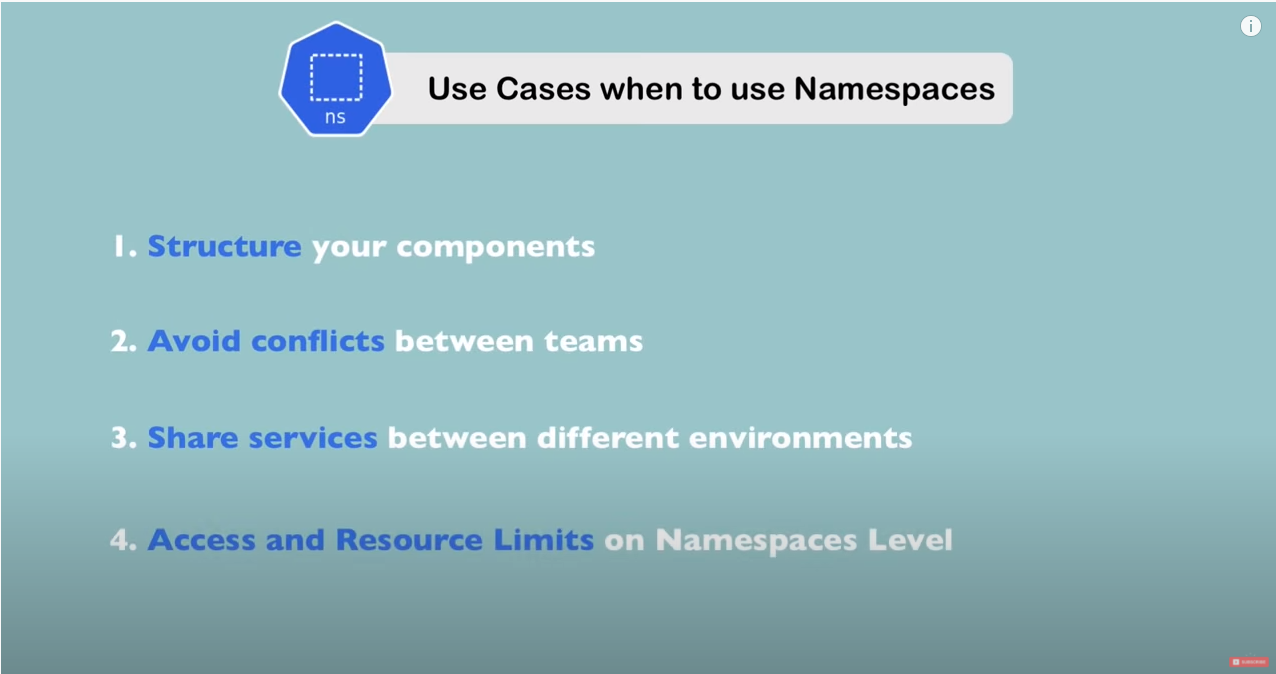 ns
Use Cases when to use Namespaces
1. Structure your components
2. Avoid conflicts between teams
3. Share services between different environments
4. Access and Resource Limits on Namespaces Level
SUBSCRIBE